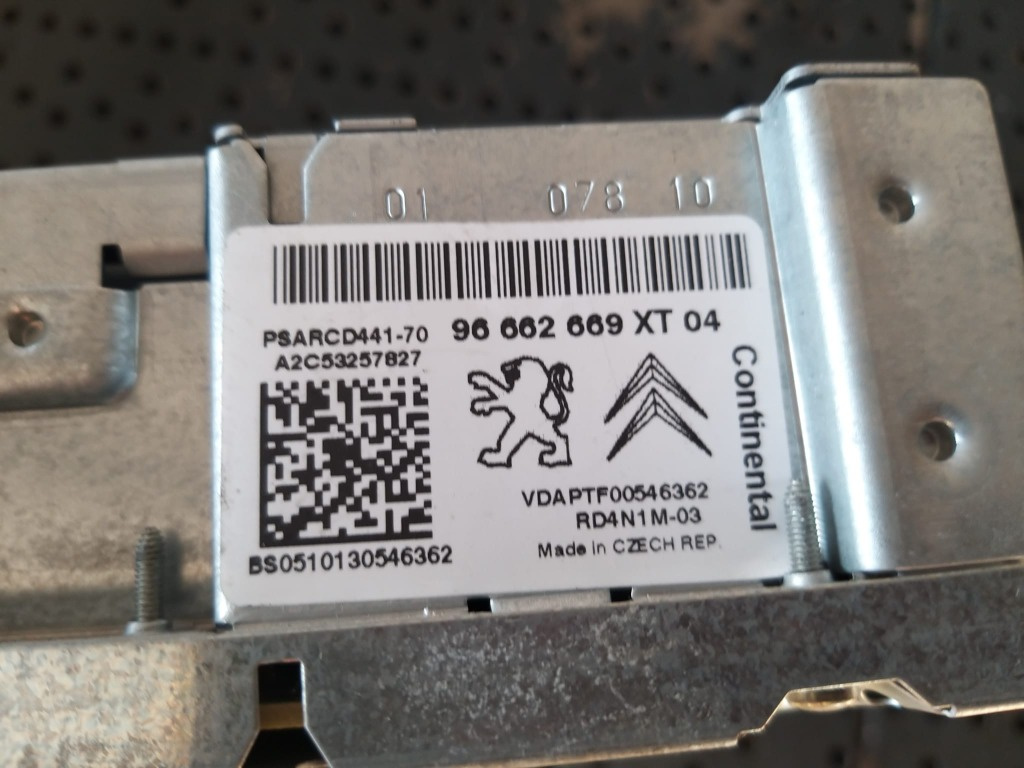 01 078 10
96 662 669 XT 04
PSARCD441-70
A2C53257827
Continental
VDAPTF00546362
RD4N1M-03
Made in CZECH REP.
BS0510130546362